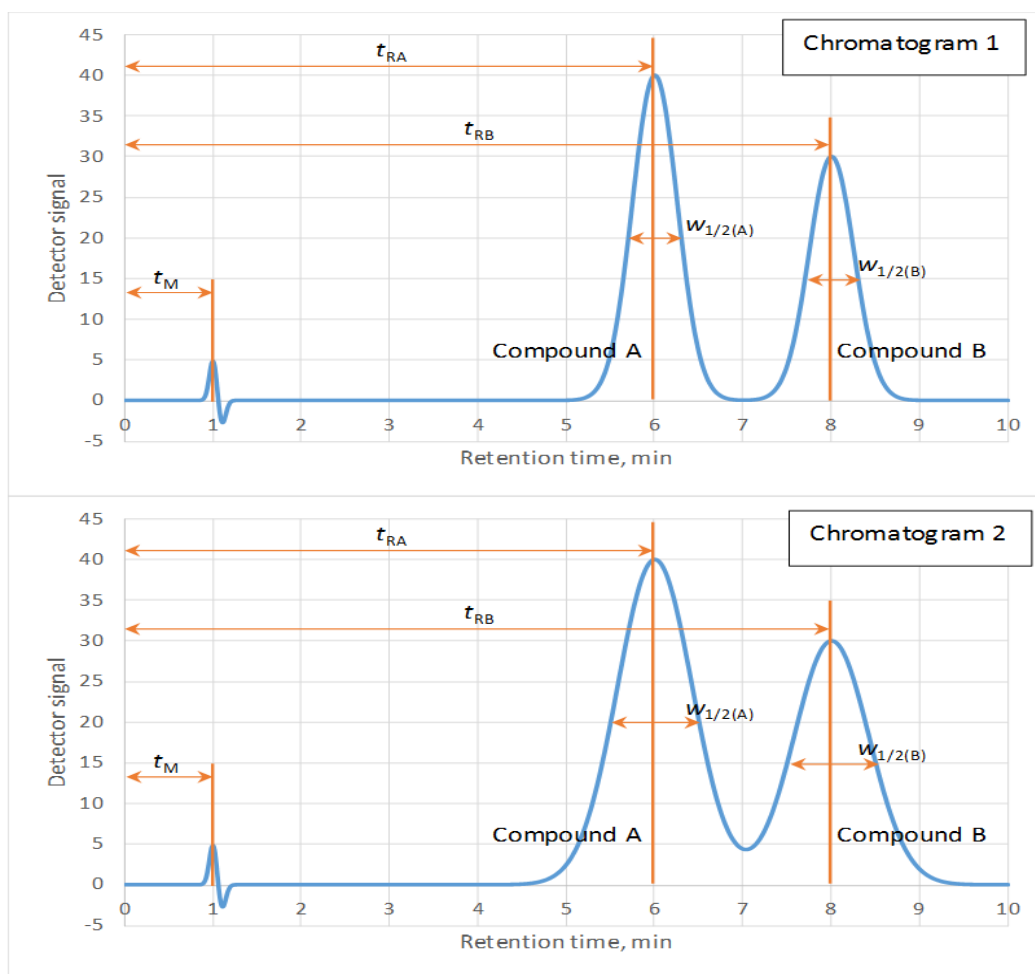 Chromatogram 1
45
40
35
30
25
20
15
10
5
0
-5
Detector signal
tRA
tRB
w1/2(A)
w1/2(B)
tM
Compound A
Compound B
0 1 2 3 4 5 6 7 8 9 10
Retention time, min
Chromatogram 2
45
40
35
30
25
20
15
10
5
0
-5
Detector signal
tRA
tRB
w1/2(A)
w1/2(B)
tM
Compound A
Compound B
0 1 2 3 4 5 6 7 8 9 10
Retention time, min